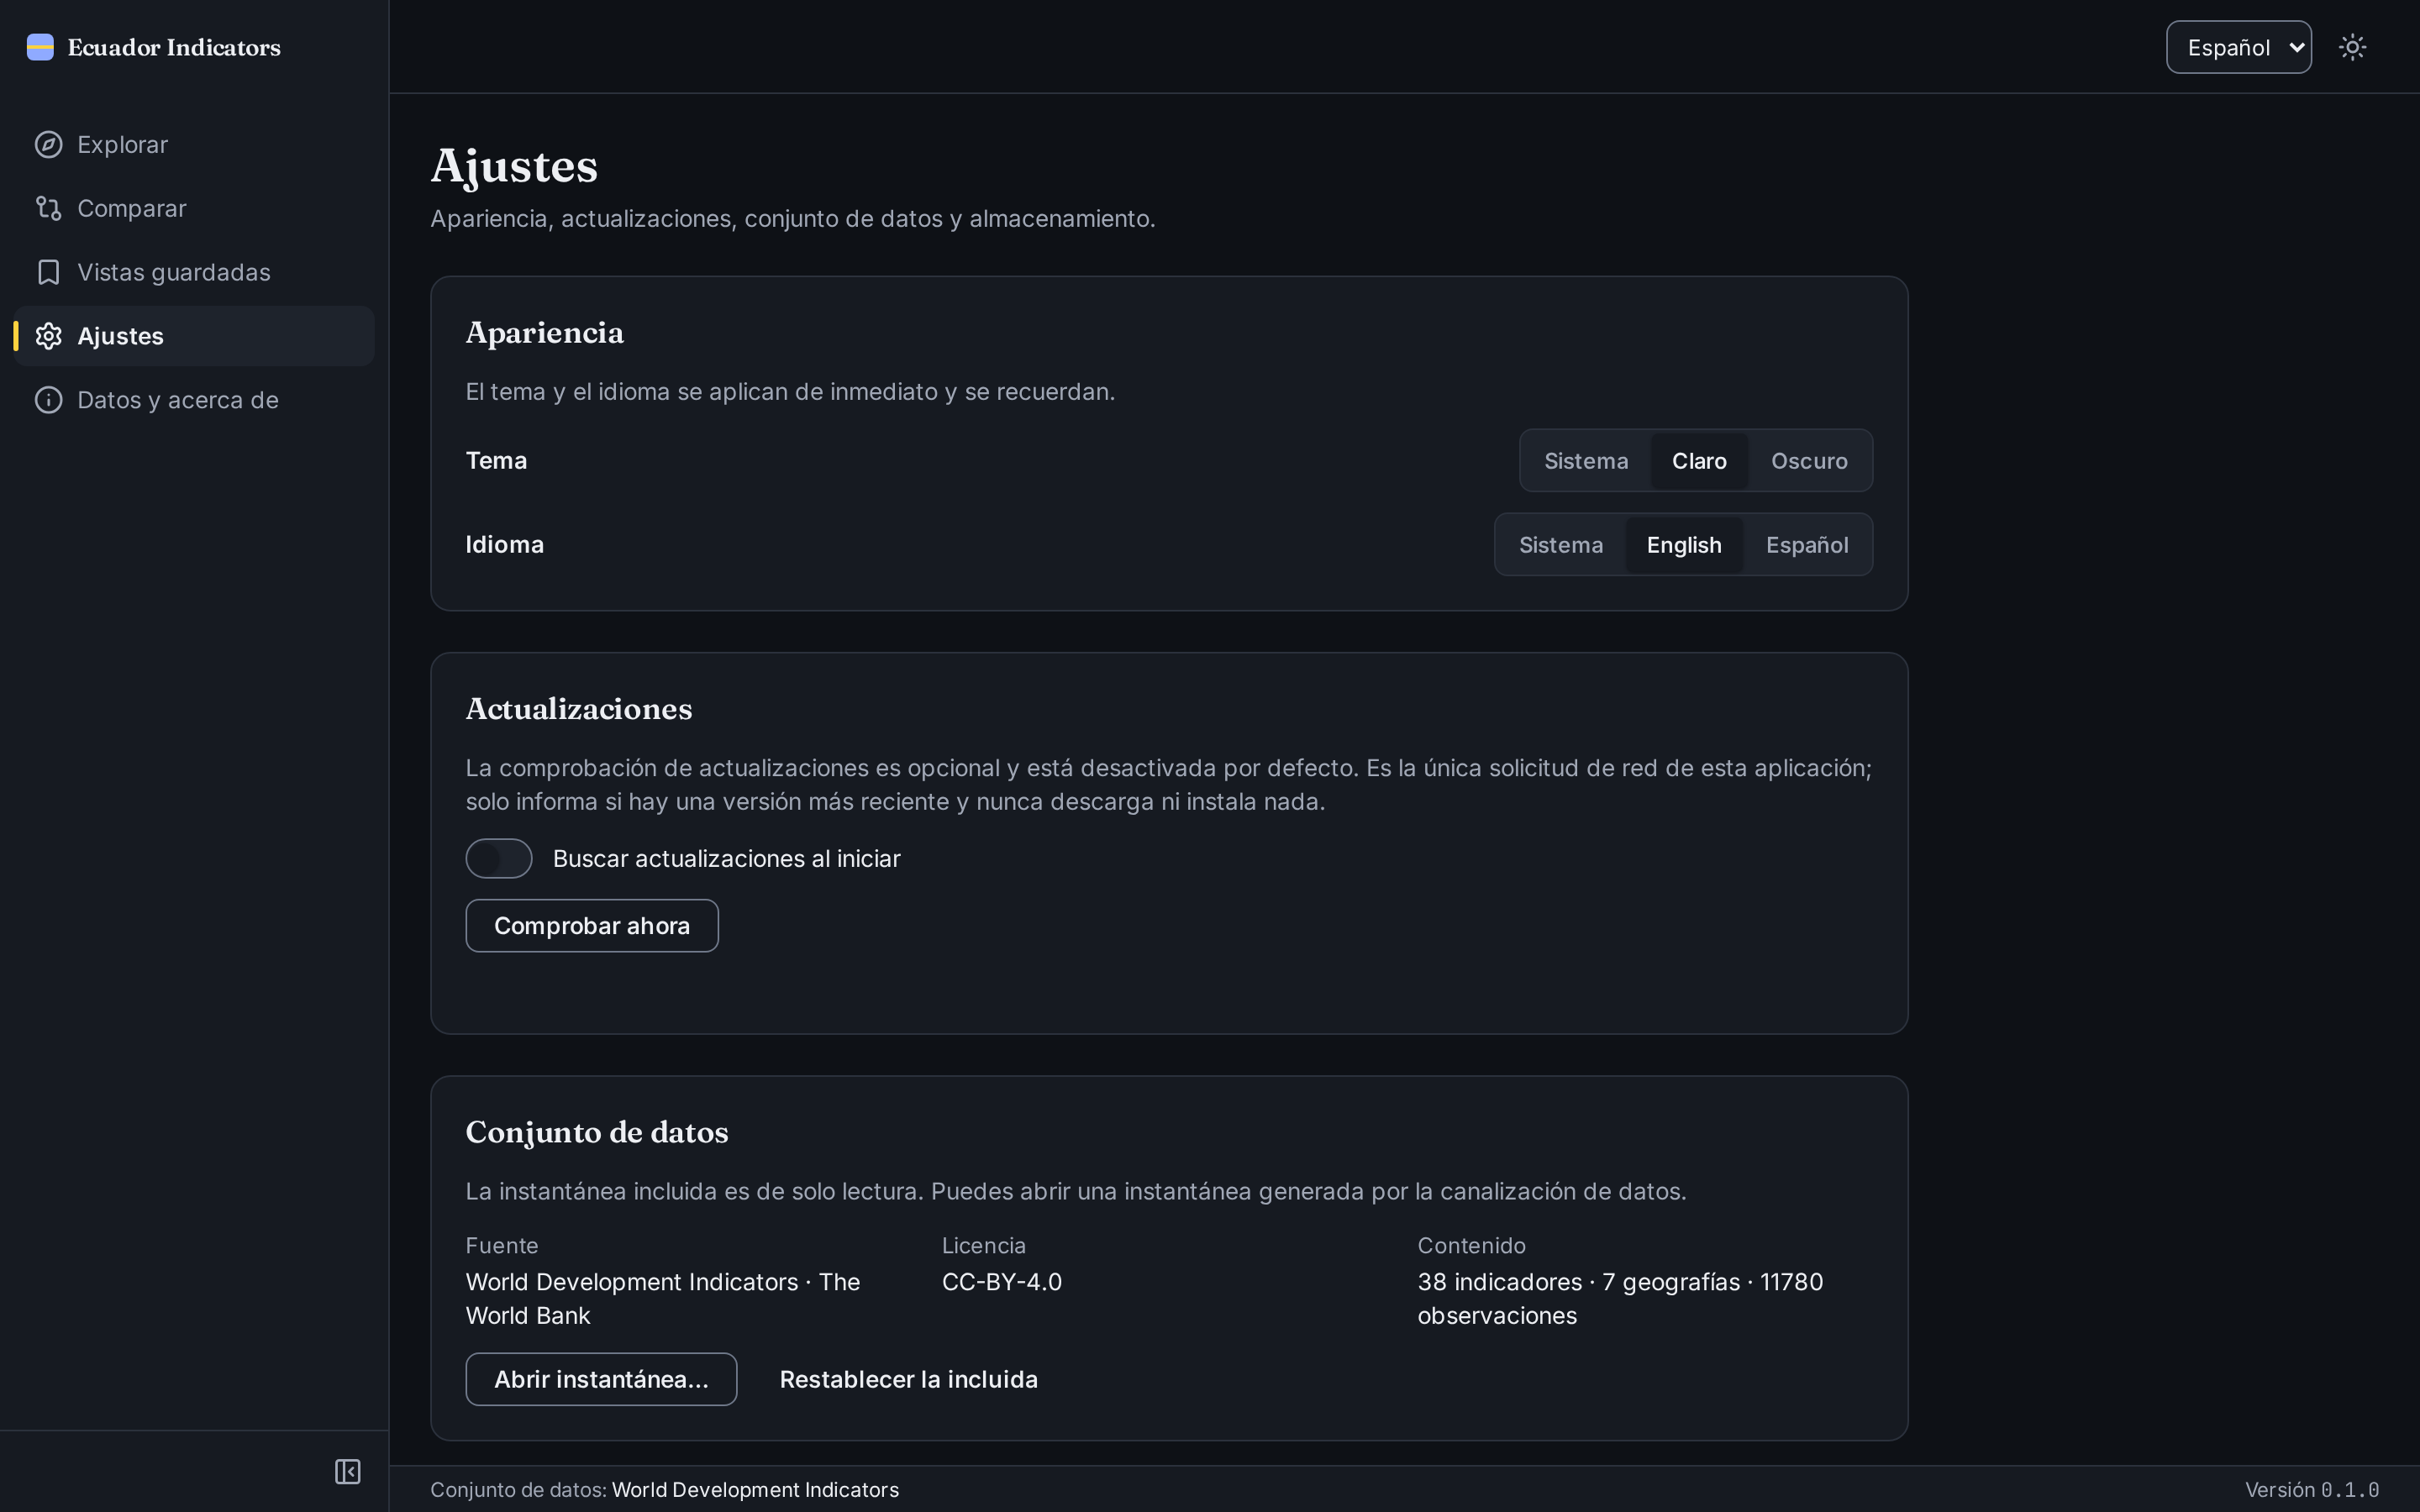 Ecuador Indicators
Español
Explorar
Comparar
Vistas guardadas
Ajustes
Datos y acerca de
Ajustes
Apariencia, actualizaciones, conjunto de datos y almacenamiento.
Apariencia
El tema y el idioma se aplican de inmediato y se recuerdan.
Tema
Sistema Claro Oscuro
Idioma
Sistema English Español
Actualizaciones
La comprobación de actualizaciones es opcional y está desactivada por defecto. Es la única solicitud de red de esta aplicación;
solo informa si hay una versión más reciente y nunca descarga ni instala nada.
Buscar actualizaciones al iniciar
Comprobar ahora
Conjunto de datos
La instantánea incluida es de solo lectura. Puedes abrir una instantánea generada por la canalización de datos.
Fuente
World Development Indicators · The
World Bank
Licencia
CC-BY-4.0
Contenido
38 indicadores · 7 geografías · 11780
observaciones
Abrir instantánea...
Restablecer la incluida
Conjunto de datos: World Development Indicators
Versión 0.1.0